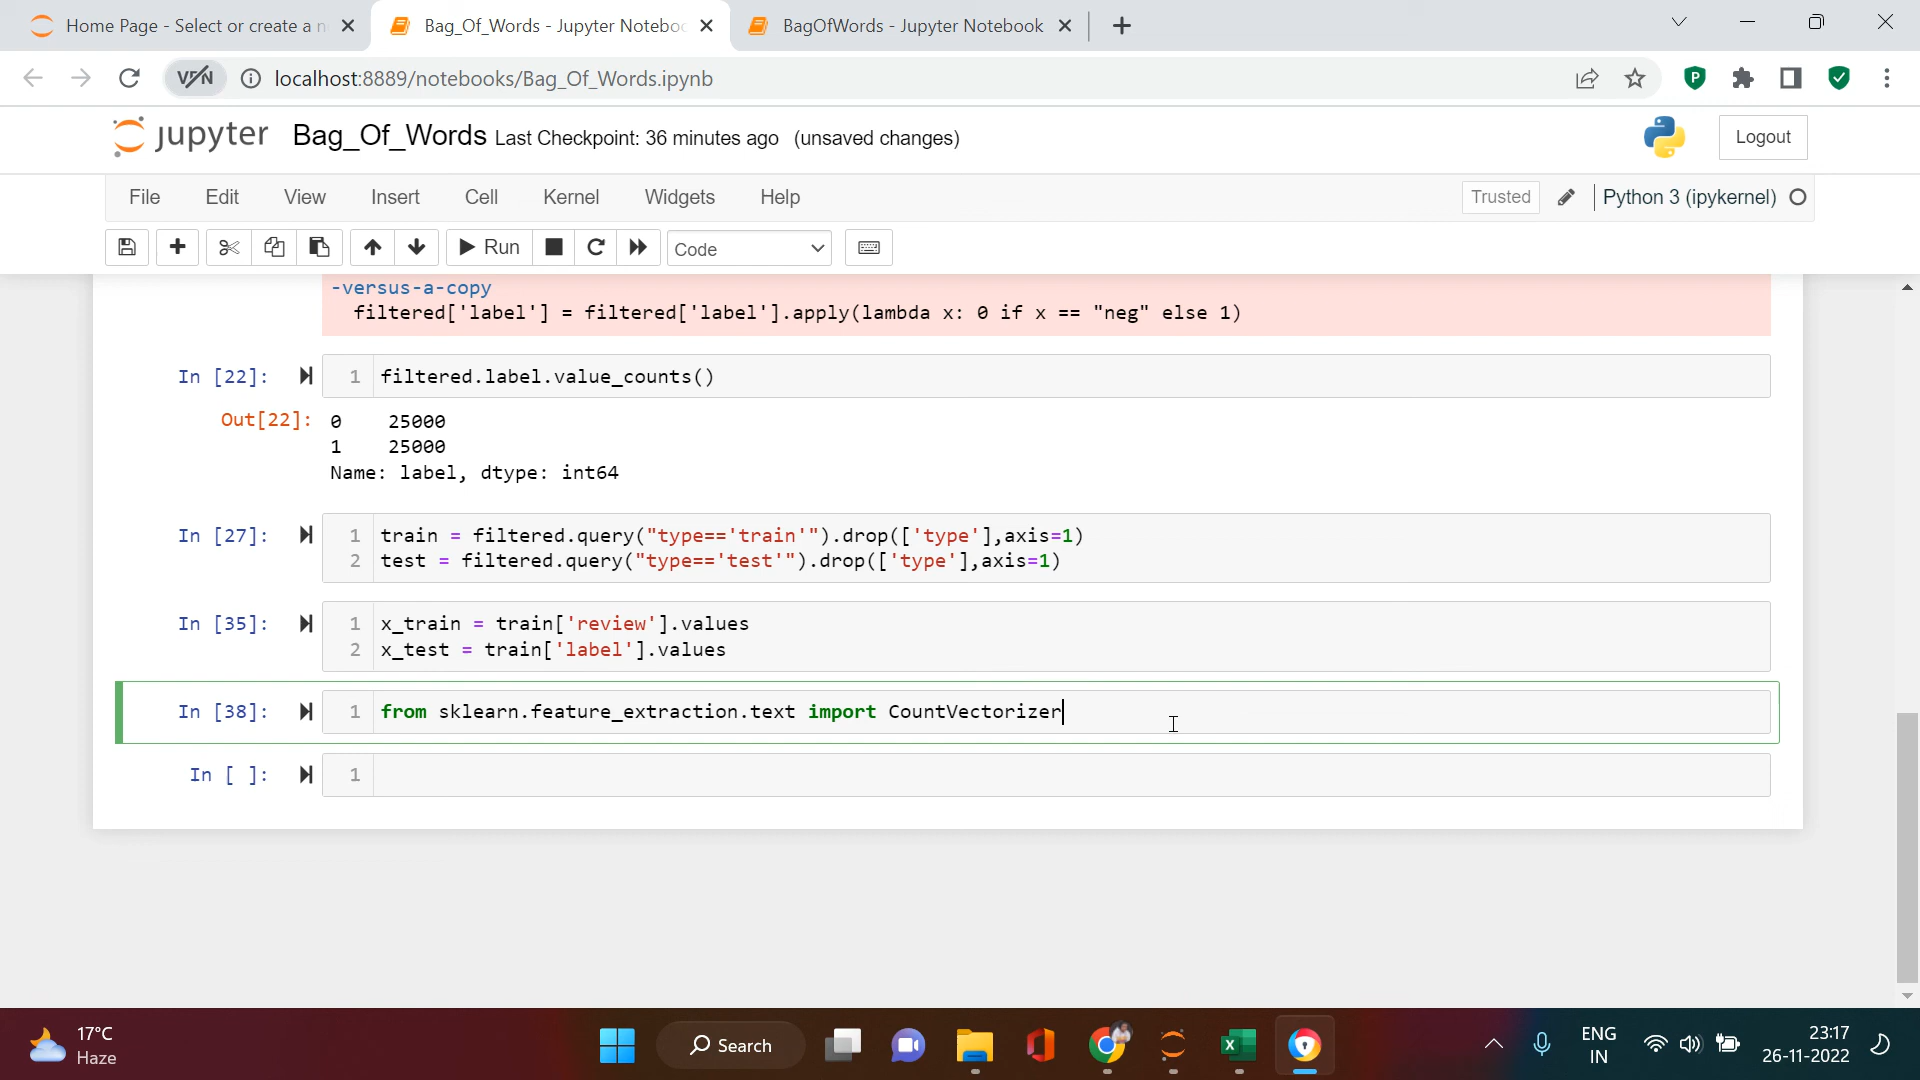 Home Page - Select or create a n
Bag_Of_Words - Jupyter Noteboo
BagOfWords - Jupyter Notebook
VPN
localhost:8889/notebooks/Bag_Of_Words.ipynb
P
jupyter Bag_Of_Words Last Checkpoint: 36 minutes ago (unsaved changes)
Logout
File Edit View Insert Cell Kernel Widgets Help
Trusted
Python 3 (ipykernel)
Run
Code
-versus-a-copy
filtered['label'] = filtered['label'].apply(lambda x: 0 if x == "neg" else 1)
In [22]:
1 filtered.label.value_counts()
Out[22]:
0 25000
1 25000
Name: label, dtype: int64
In [27]:
1 train = filtered.query("type=='train'").drop(['type'],axis=1)
2 test = filtered.query("type=='test'").drop(['type'],axis=1)
In [35]:
1 x_train = train['review'].values
2 x_test = train['label'].values
In [38]:
1 from sklearn.feature_extraction.text import CountVectorizer
In [ ]:
1
17°C
Haze
Search
X
ENG
IN
23:17
26-11-2022